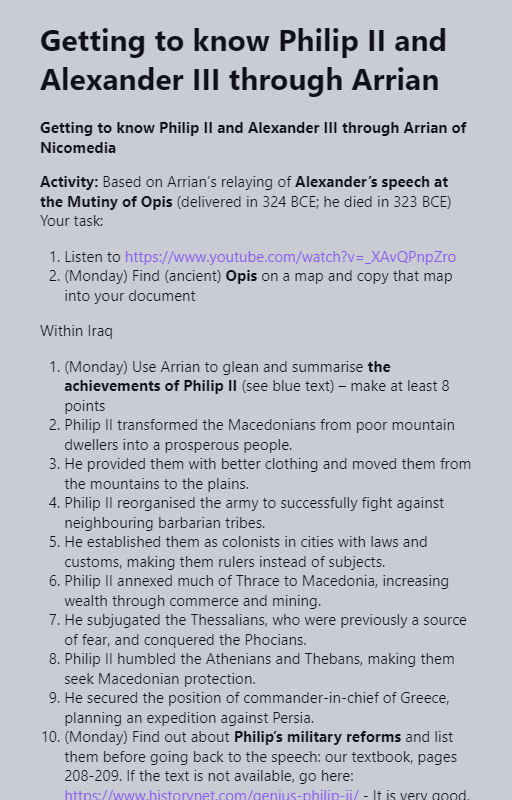 Getting to know Philip II and
Alexander III through Arrian
Getting to know Philip II and Alexander III through Arrian of
Nicomedia
Activity: Based on Arrian's relaying of Alexander's speech at
the Mutiny of Opis (delivered in 324 BCE; he died in 323 BCE)
Your task:
1. Listen to https://www.youtube.com/watch?v=_XAvQPnpZro
2. (Monday) Find (ancient) Opis on a map and copy that map
into your document
Within Iraq
1. (Monday) Use Arrian to glean and summarise the
achievements of Philip II (see blue text) – make at least 8
points
2. Philip II transformed the Macedonians from poor mountain
dwellers into a prosperous people.
3. He provided them with better clothing and moved them from
the mountains to the plains.
4. Philip II reorganised the army to successfully fight against
neighbouring barbarian tribes.
5. He established them as colonists in cities with laws and
customs, making them rulers instead of subjects.
6. Philip II annexed much of Thrace to Macedonia, increasing
wealth through commerce and mining.
7. He subjugated the Thessalians, who were previously a source
of fear, and conquered the Phocians.
8. Philip II humbled the Athenians and Thebans, making them
seek Macedonian protection.
9. He secured the position of commander-in-chief of Greece,
planning an expedition against Persia.
10. (Monday) Find out about Philip's military reforms and list
them before going back to the speech: our textbook, pages
208-209. If the text is not available, go here:
https://www.historynet.com/genius-philip-ii/ - It is very good,